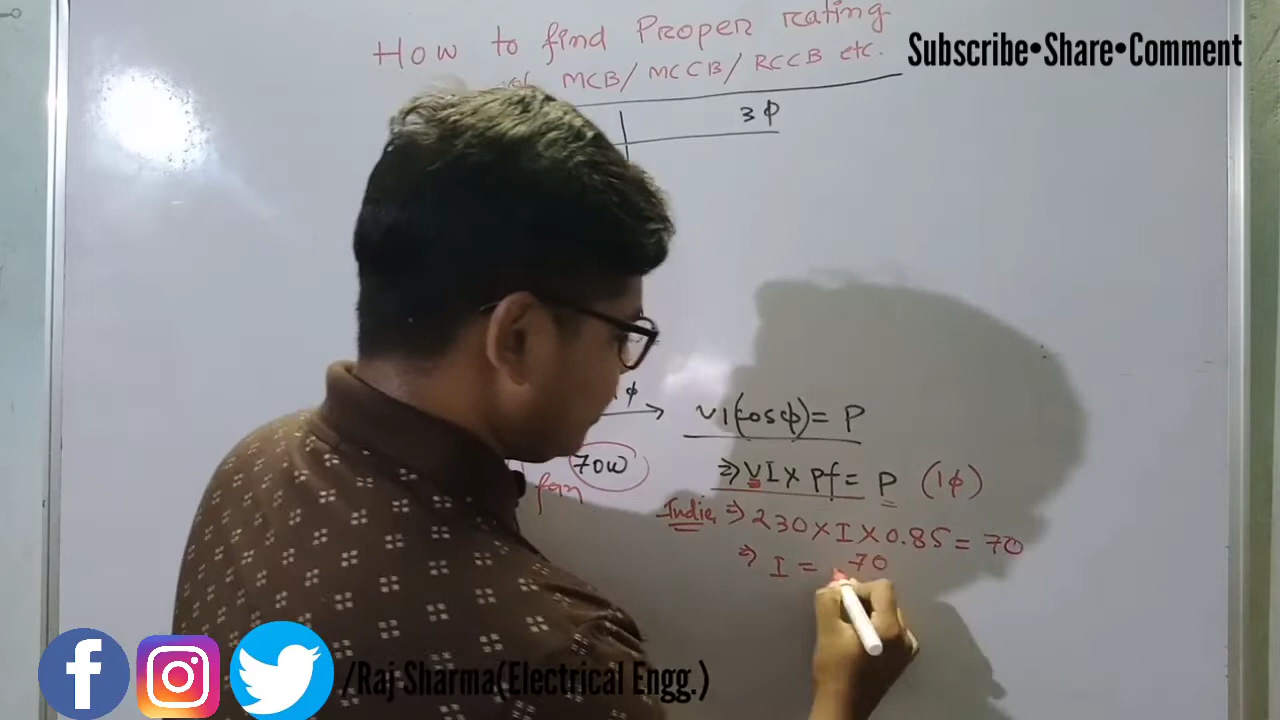 How to find Proper rating
MCB/ MCCB/ RCCB etc.
Subscribe•Share•Comment
3 φ
φ
VI(cosφ)= P
70W
fan
⇒ VI × Pf = P (1φ)
India ⇒ 230 × I × 0.85 = 70
⇒ I = 70
/Raj Sharma(Electrical Engg.)